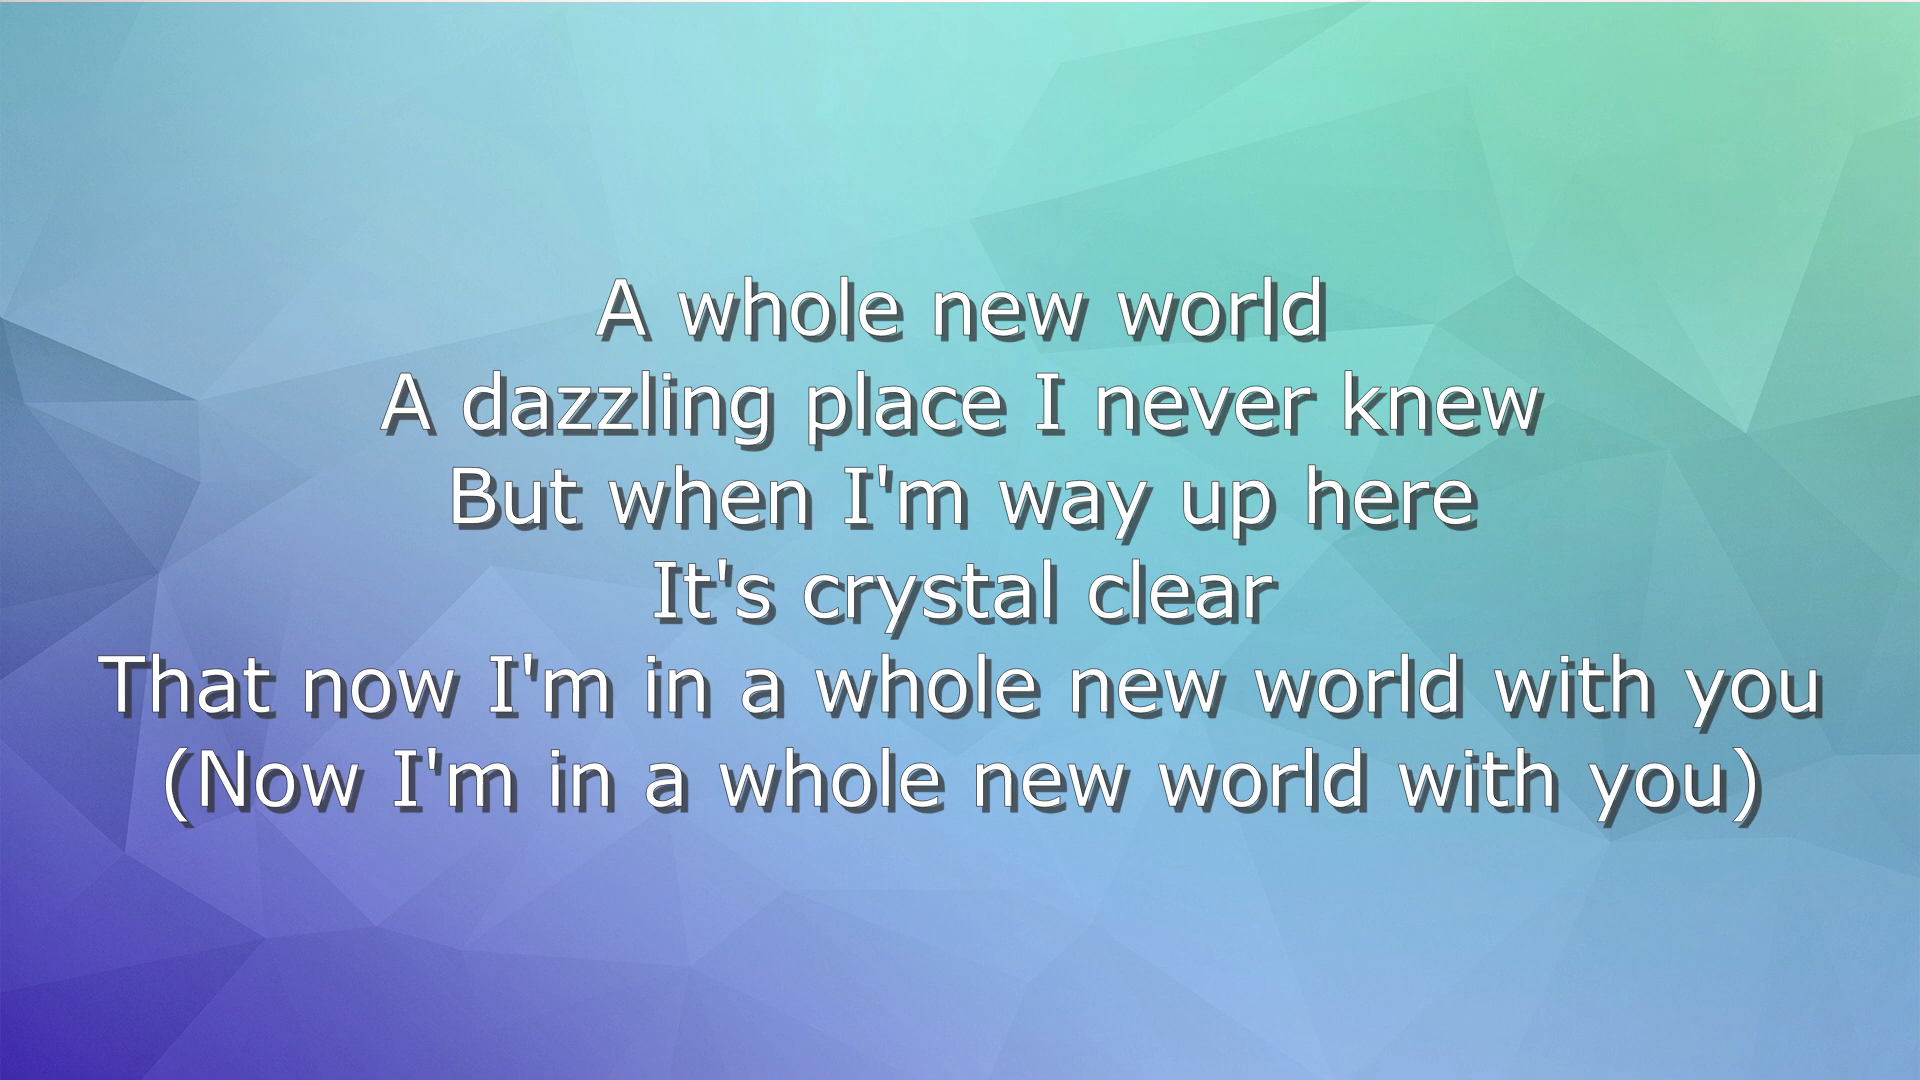 A whole new world
A dazzling place I never knew
But when I'm way up here
It's crystal clear
That now I'm in a whole new world with you
(Now I'm in a whole new world with you)